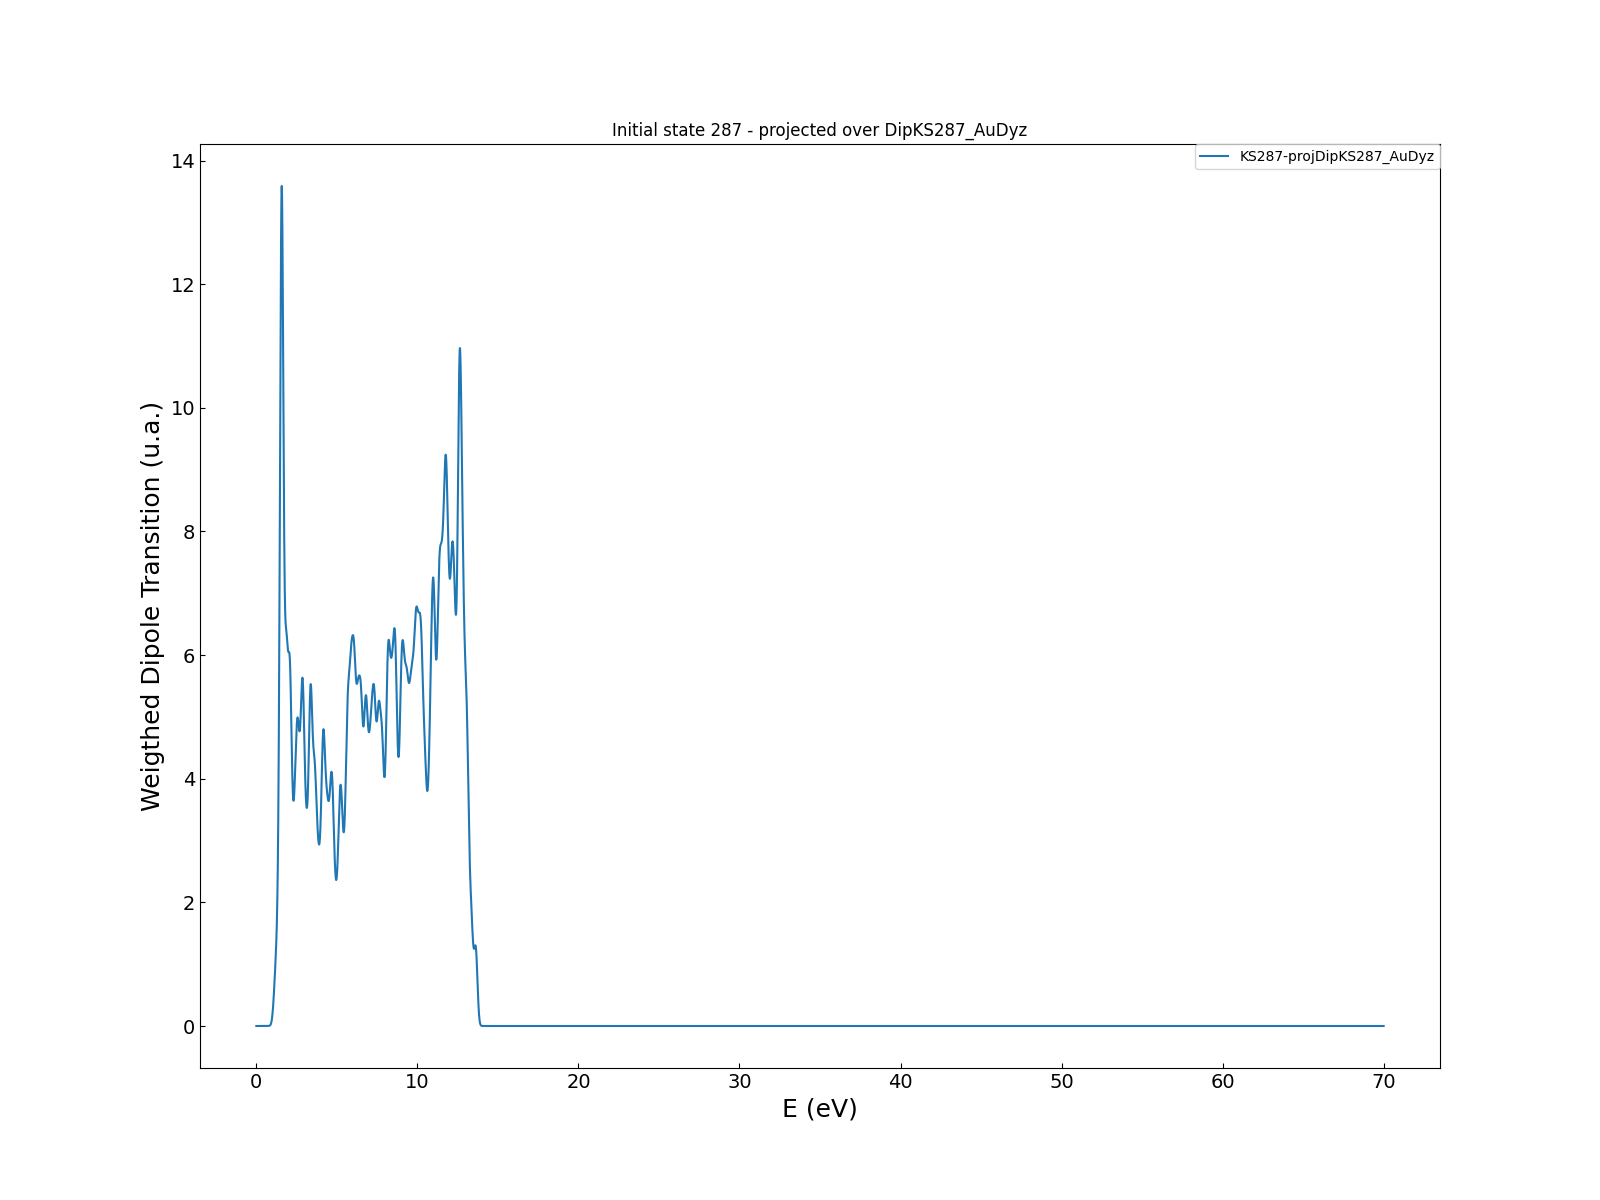 Initial state 287 - projected over DipKS287_AuDyz
KS287-projDipKS287_AuDyz
Weigthed Dipole Transition (u.a.)
14
12
10
8
6
4
2
0
0 10 20 30 40 50 60 70
E (eV)